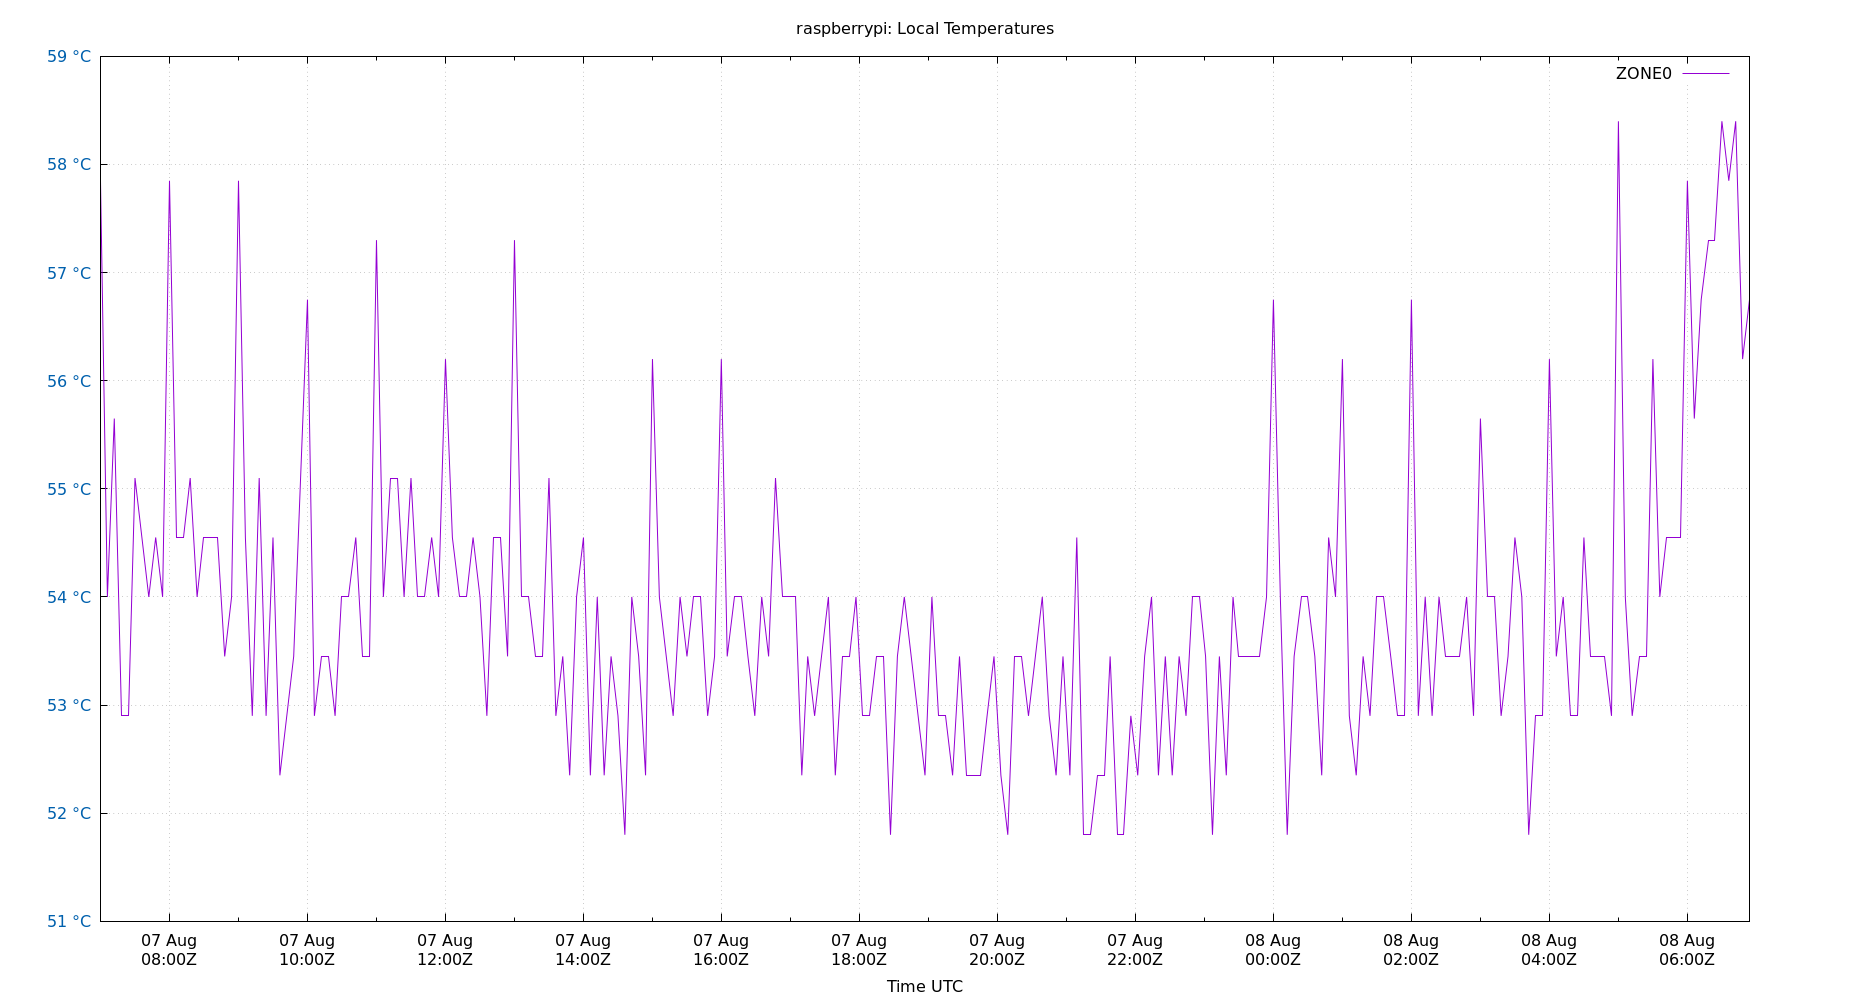 raspberrypi: Local Temperatures
59 °C
ZONE0
58 °C
57 °C
56 °C
55 °C
54 °C
53 °C
52 °C
51 °C
07 Aug 07 Aug 07 Aug 07 Aug 07 Aug 07 Aug 07 Aug 07 Aug 08 Aug 08 Aug 08 Aug 08 Aug
08:00Z 10:00Z 12:00Z 14:00Z 16:00Z 18:00Z 20:00Z 22:00Z 00:00Z 02:00Z 04:00Z 06:00Z
Time UTC